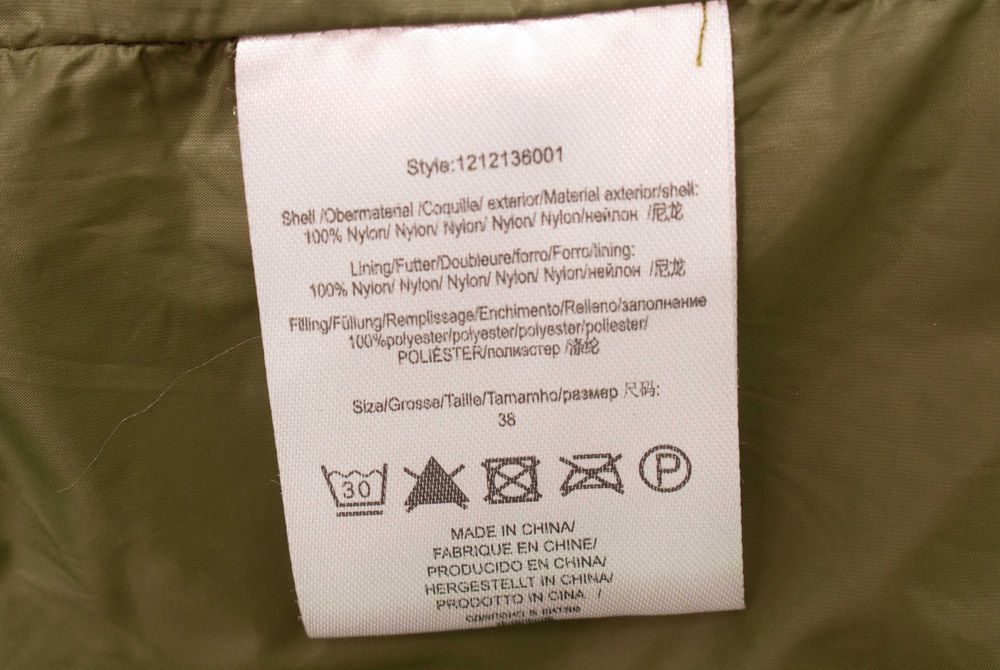 Style:1212136001
Shell /Obermaterial /Coquille/ exterior/Material exterior/shell:
100% Nylon/ Nylon/ Nylon/ Nylon/ Nylon/нейлон /尼龙
Lining/Futter/Doubleure/forro/Forro/lining:
100% Nylon/ Nylon/ Nylon/ Nylon/ Nylon/нейлон /尼龙
Filling/Füllung/Remplissage/Enchimento/Relleno/заполнение
100%polyester/polyester/polyester/poliester/
POLIÉSTER/полиэстер /涤纶
Size/Grosse/Taille/Tamamho/размер 尺码:
38
30 P
MADE IN CHINA/
FABRIQUE EN CHINE/
PRODUCIDO EN CHINA/
HERGESTELLT IN CHINA/
PRODOTTO IN CINA /